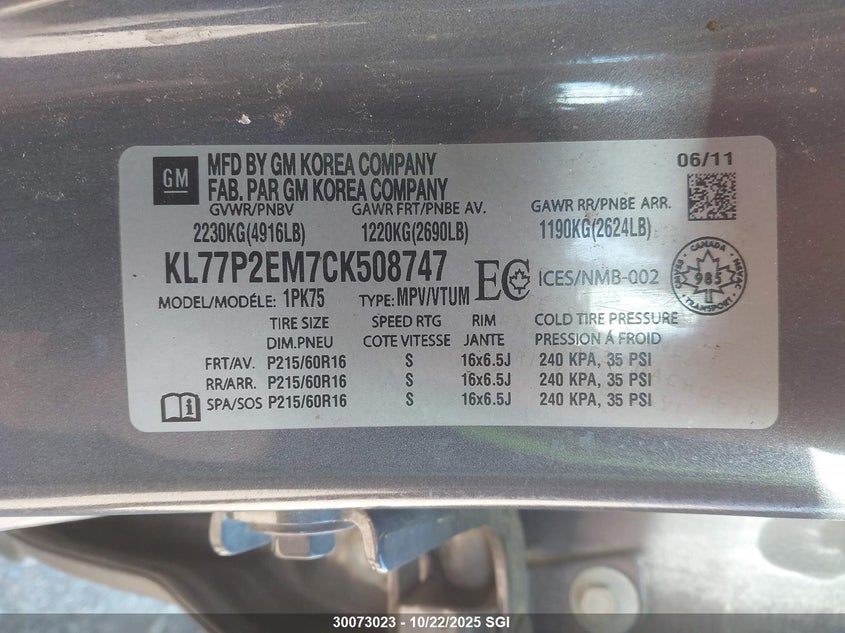 GM
MFD BY GM KOREA COMPANY
FAB. PAR GM KOREA COMPANY
06/11
GVWR/PNBV GAWR FRT/PNBE AV. GAWR RR/PNBE ARR.
2230KG(4916LB) 1220KG(2690LB) 1190KG(2624LB)
KL77P2EM7CK508747
EC ICES/NMB-002
CANADA
985
TRANSPORT
MODEL/MODÉLE: 1PK75 TYPE: MPV/VTUM
TIRE SIZE SPEED RTG RIM COLD TIRE PRESSURE
DIM.PNEU COTE VITESSE JANTE PRESSION Á FROID
FRT/AV. P215/60R16 S 16x6.5J 240 KPA, 35 PSI
RR/ARR. P215/60R16 S 16x6.5J 240 KPA, 35 PSI
SPA/SOS P215/60R16 S 16x6.5J 240 KPA, 35 PSI
30073023 - 10/22/2025 SGI